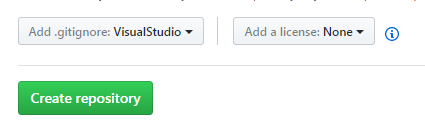 Add .gitignore: VisualStudio Add a license: None
Create repository